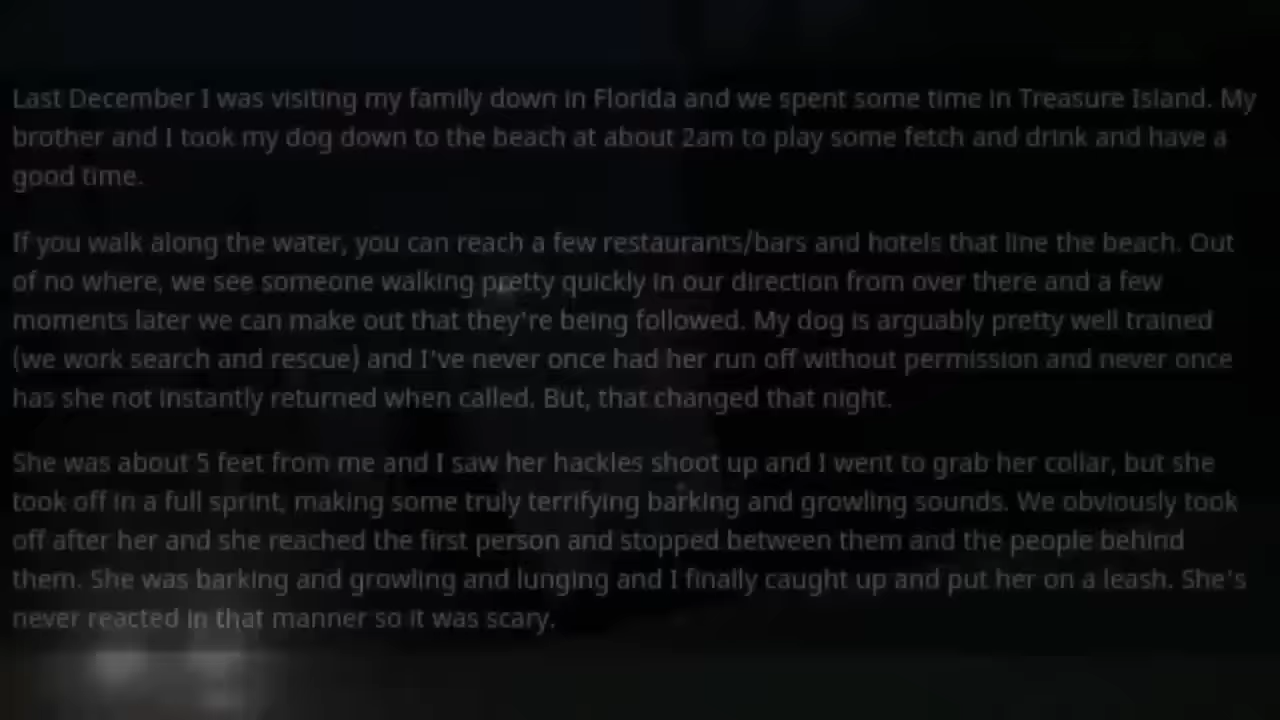 Last December I was visiting my family down in Florida and we spent some time in Treasure Island. My
brother and I took my dog down to the beach at about 2am to play some fetch and drink and have a
good time.
If you walk along the water, you can reach a few restaurants/bars and hotels that line the beach. Out
of no where, we see someone walking pretty quickly in our direction from over there and a few
moments later we can make out that they're being followed. My dog is arguably pretty well trained
(we work search and rescue) and I've never once had her run off without permission and never once
has she not instantly returned when called. But, that changed that night.
She was about 5 feet from me and I saw her hackles shoot up and I went to grab her collar, but she
took off in a full sprint, making some truly terrifying barking and growling sounds. We obviously took
off after her and she reached the first person and stopped between them and the people behind
them. She was barking and growling and lunging and I finally caught up and put her on a leash. She's
never reacted in that manner so it was scary.